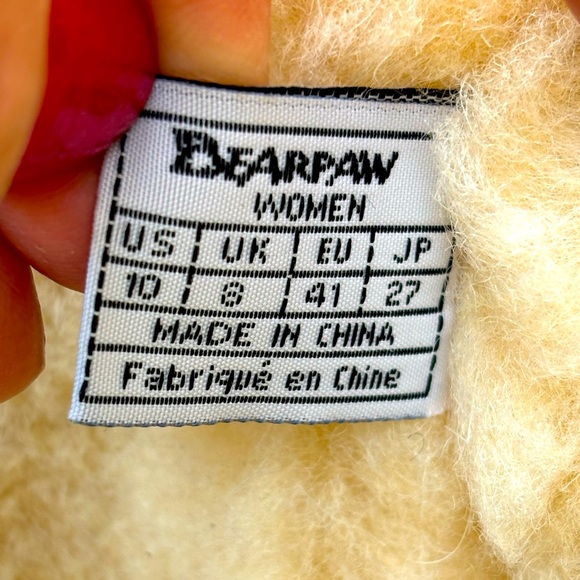 BEARPAW
WOMEN
US UK EU JP
10 8 41 27
MADE IN CHINA
Fabriqué en Chine